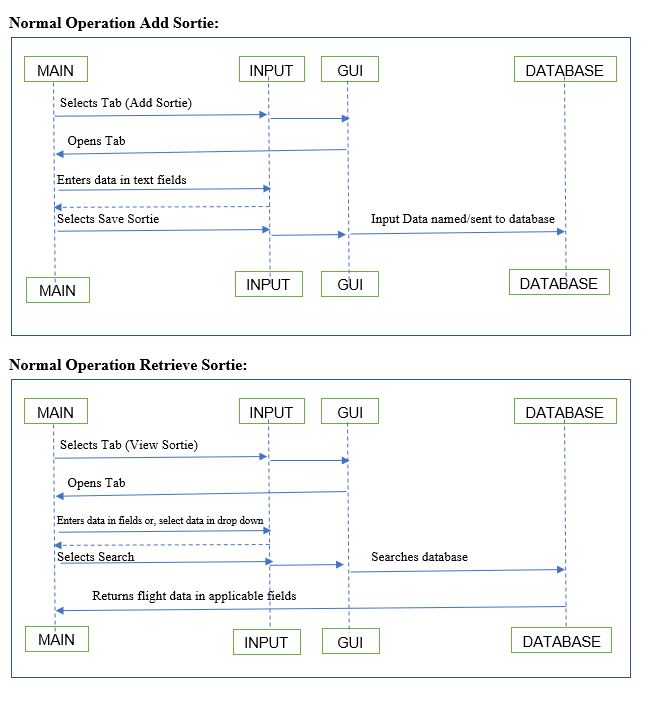 Normal Operation Add Sortie:
MAIN INPUT GUI DATABASE
Selects Tab (Add Sortie)
Opens Tab
Enters data in text fields
Selects Save Sortie Input Data named/sent to database
MAIN INPUT GUI DATABASE
Normal Operation Retrieve Sortie:
MAIN INPUT GUI DATABASE
Selects Tab (View Sortie)
Opens Tab
Enters data in fields or, select data in drop down
Selects Search Searches database
Returns flight data in applicable fields
MAIN INPUT GUI DATABASE